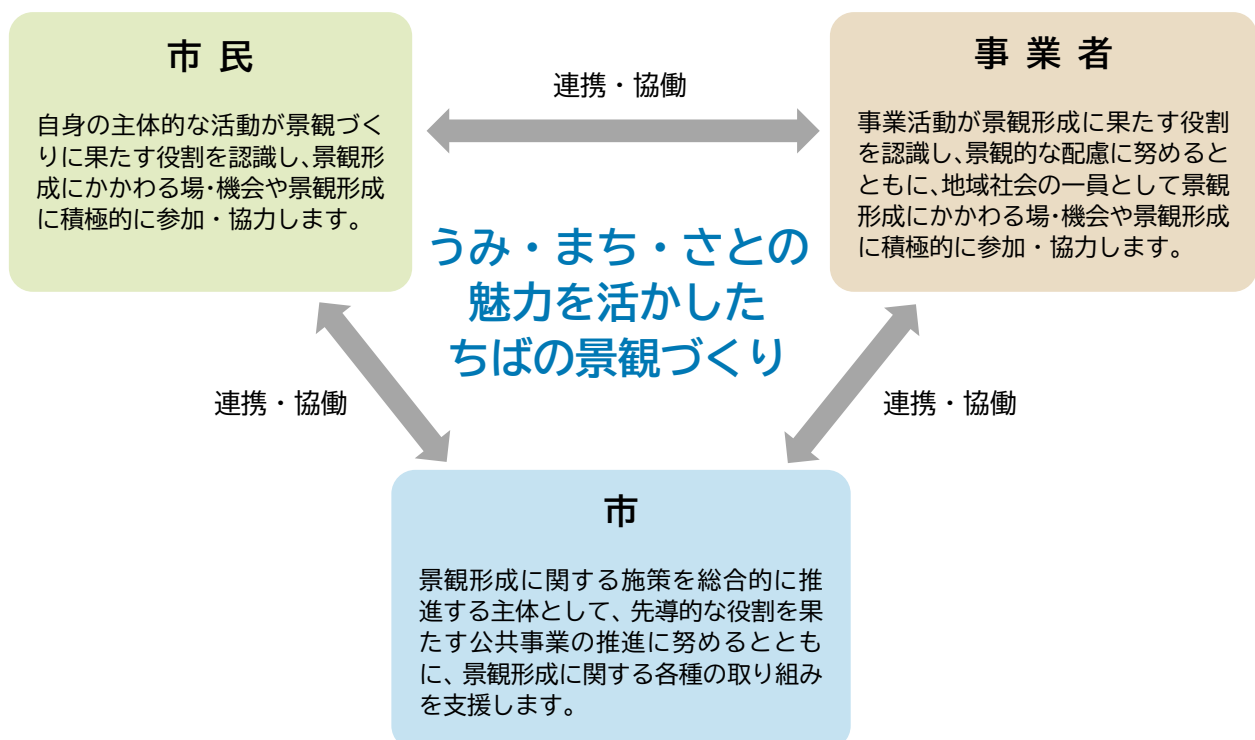 市民
自身の主体的な活動が景観づく
りに果たす役割を認識し、景観形
成にかかわる場・機会や景観形成
に積極的に参加・協力します。
連携・協働
事業者
事業活動が景観形成に果たす役割
を認識し、景観的な配慮に努めると
ともに、地域社会の一員として景観
形成にかかわる場・機会や景観形成
に積極的に参加・協力します。
うみ・まち・さとの
魅力を活かした
ちばの景観づくり
連携・協働
連携・協働
市
景観形成に関する施策を総合的に推
進する主体として、先導的な役割を果
たす公共事業の推進に努めるととも
に、景観形成に関する各種の取り組み
を支援します。